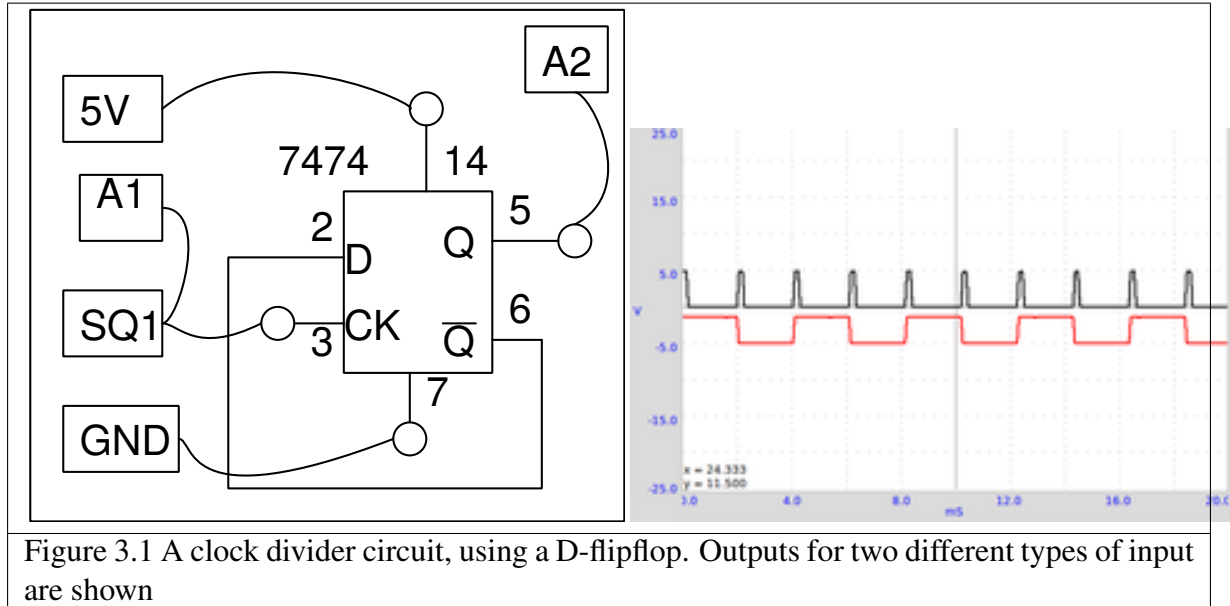 5V
A1
SQ1
GND
A2
7474
14
2
D
Q
5
3
CK
Q
6
7
25.0
15.0
5.0
V
-5.0
-15.0
-25.0
x = 24.333
y = 11.500
4.0
8.0
12.0
16.0
20.0
mS
Figure 3.1 A clock divider circuit, using a D-flipflop. Outputs for two different types of input
are shown